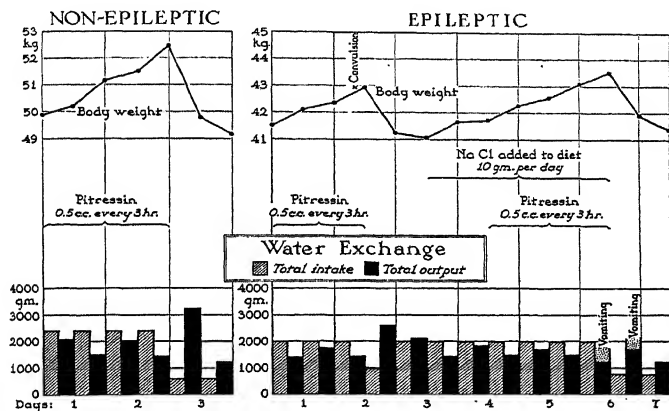 NON-EPILEPTIC
EPILEPTIC
53
kg
52
51
50
49
Body weight
45
kg.
44
43
42
41
Convulsion
Body weight
Na Cl added to diet
10 gm. per day
Pitressin
0.5 cc. every 3 hr.
Pitressin
0.5 cc. every 3 hr.
Pitressin
0.5 c.c. every 3 hr.
Water Exchange
Total intake
Total output
4000
gm.
3000
2000
1000
0
4000
gm.
3000
2000
1000
0
Vomiting
Vomiting
Days: 1 2 3 1 2 3 4 5 6 7